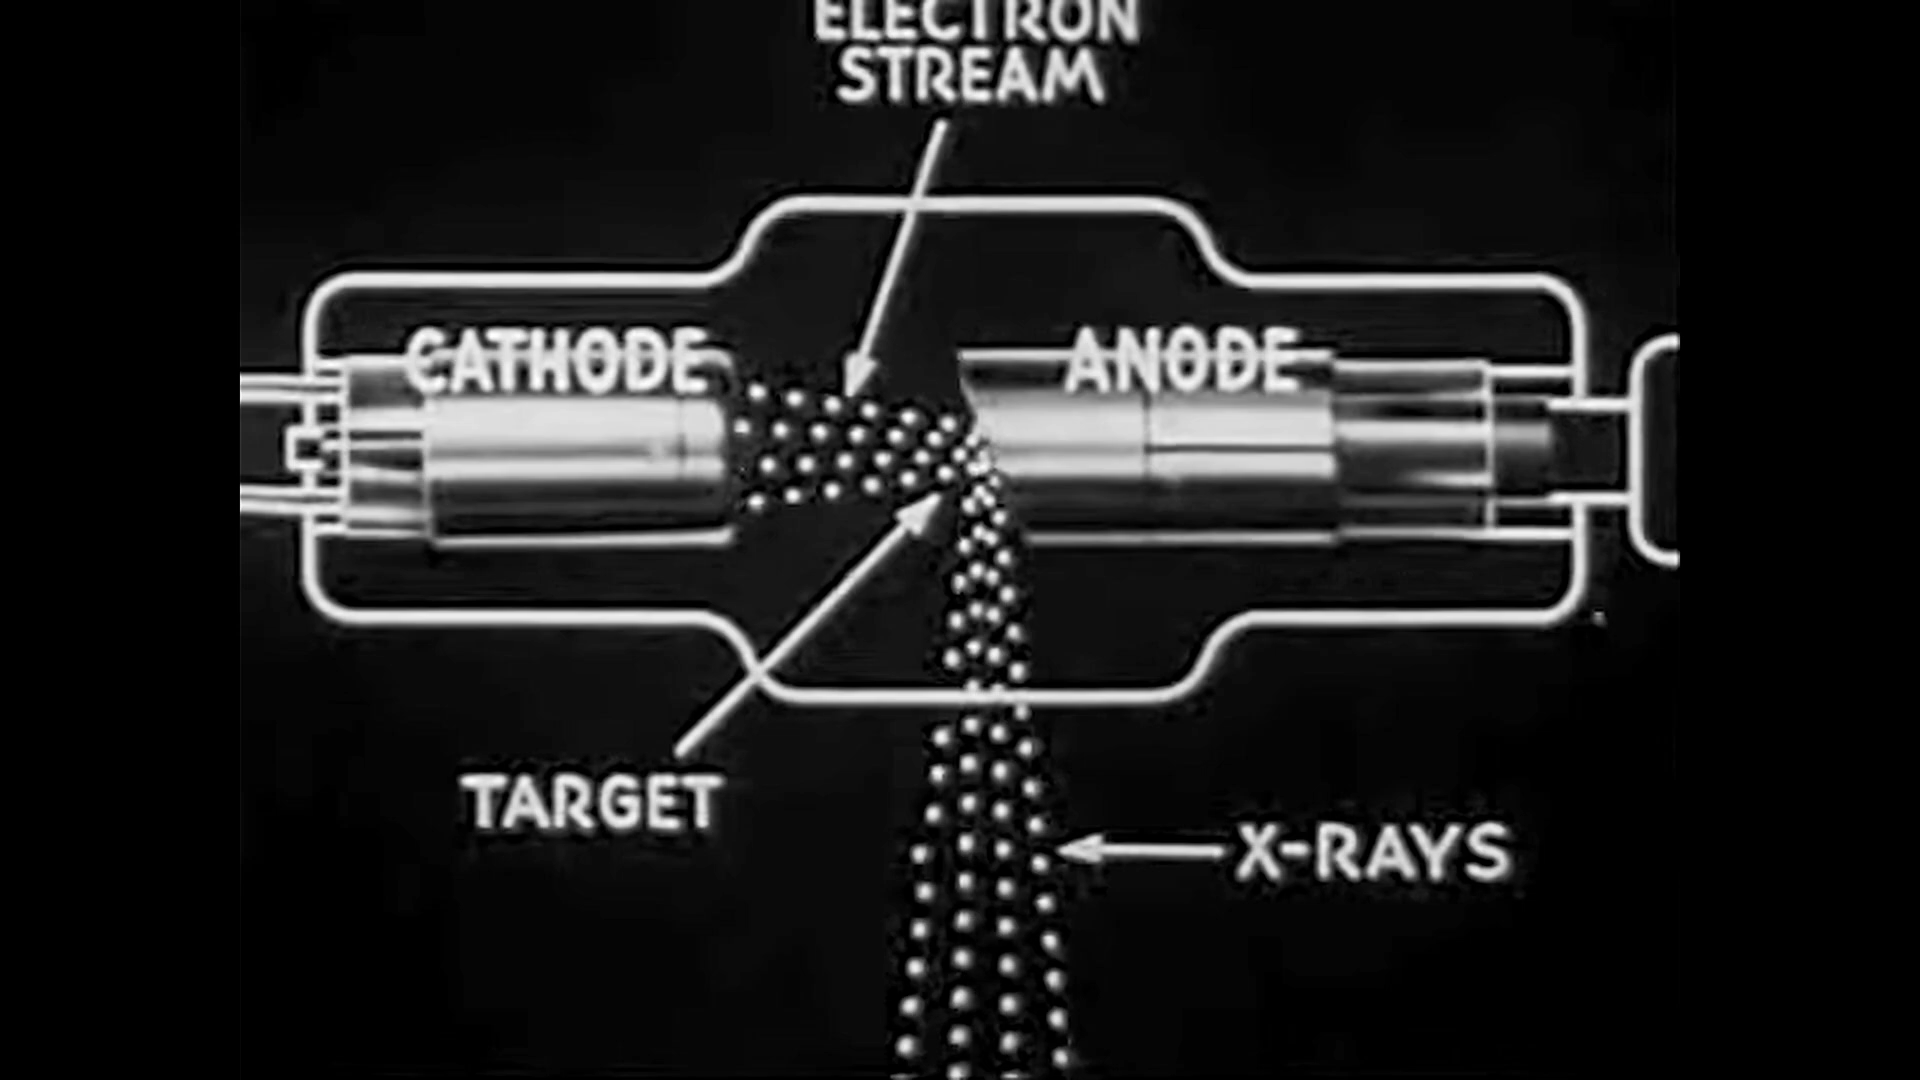 ELECTRON
STREAM
CATHODE
ANODE
TARGET
X-RAYS